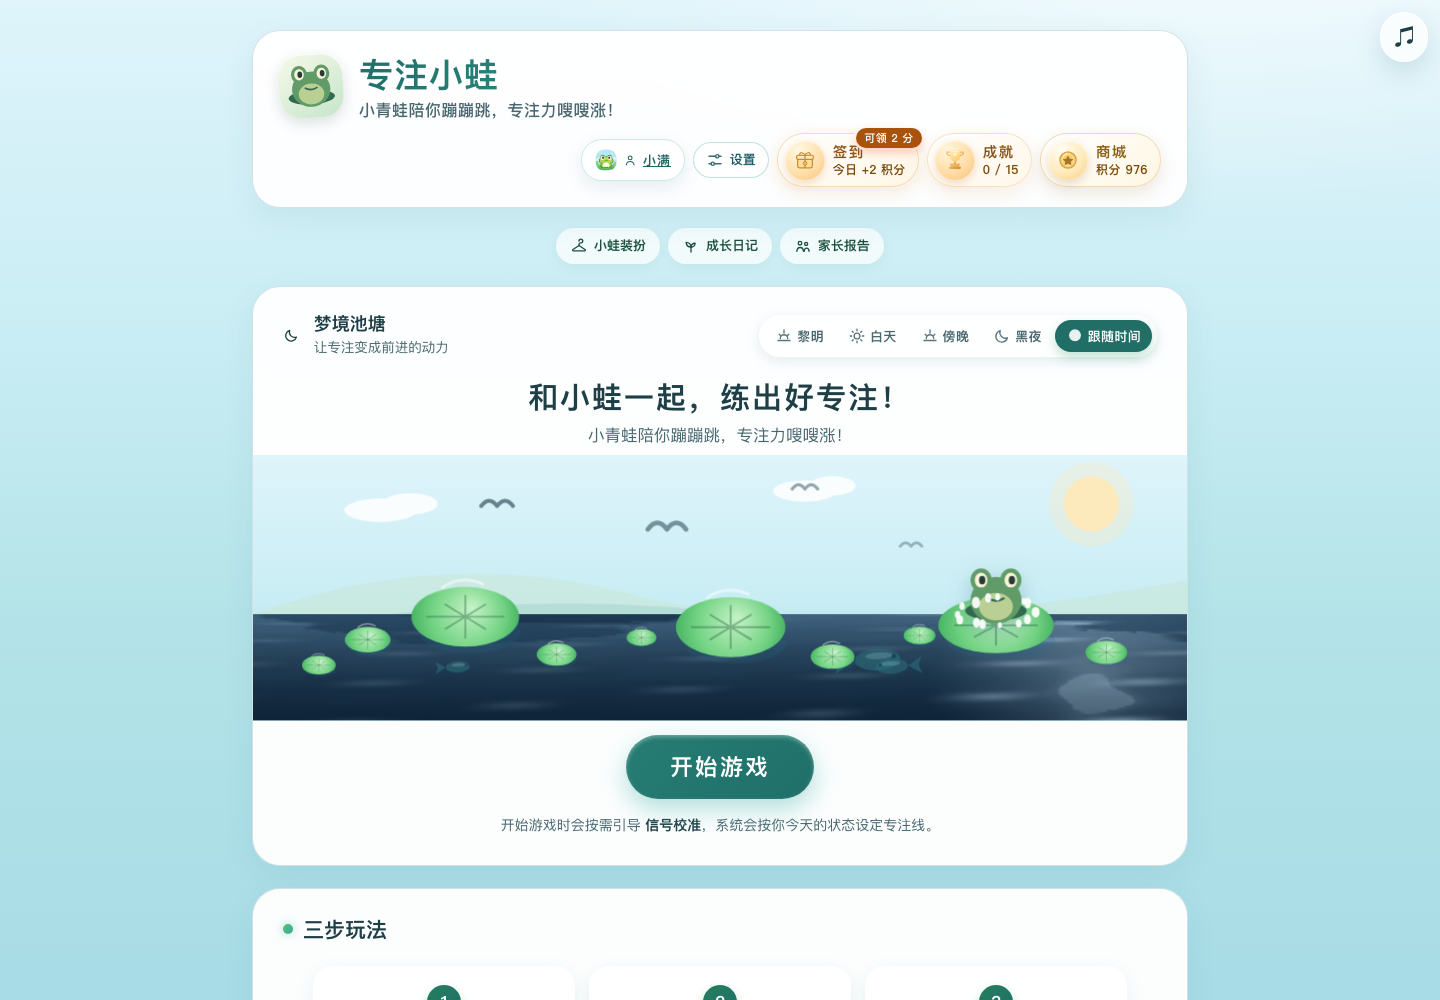 专注小蛙
小青蛙陪你蹦蹦跳，专注力嗖嗖涨！
小满
设置
签到
可领 2 分
今日 +2 积分
成就
0 / 15
商城
积分 976
小蛙装扮
成长日记
家长报告
梦境池塘
让专注变成前进的动力
黎明
白天
傍晚
黑夜
跟随时间
和小蛙一起，练出好专注！
小青蛙陪你蹦蹦跳，专注力嗖嗖涨！
开始游戏
开始游戏时会按需引导 信号校准，系统会按你今天的状态设定专注线。
三步玩法
1
2
3